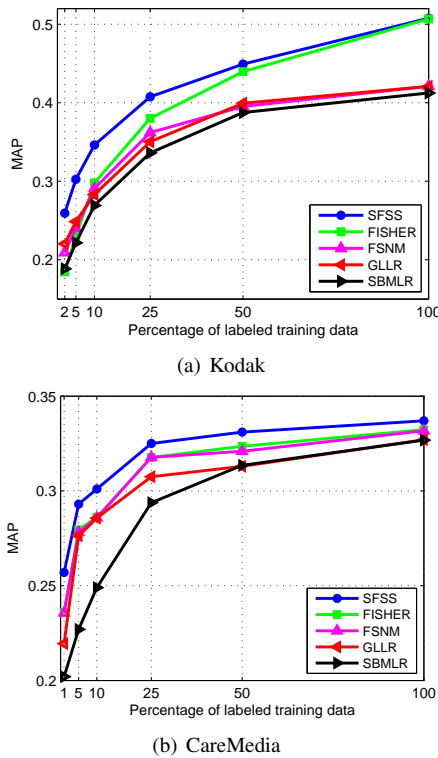 0.5
0.4
0.3
0.2
MAP
2 5 10 25 50 100
Percentage of labeled training data
SFSS
FISHER
FSNM
GLLR
SBMLR
(a) Kodak
0.35
0.3
0.25
0.2
MAP
1 5 10 25 50 100
Percentage of labeled training data
SFSS
FISHER
FSNM
GLLR
SBMLR
(b) CareMedia